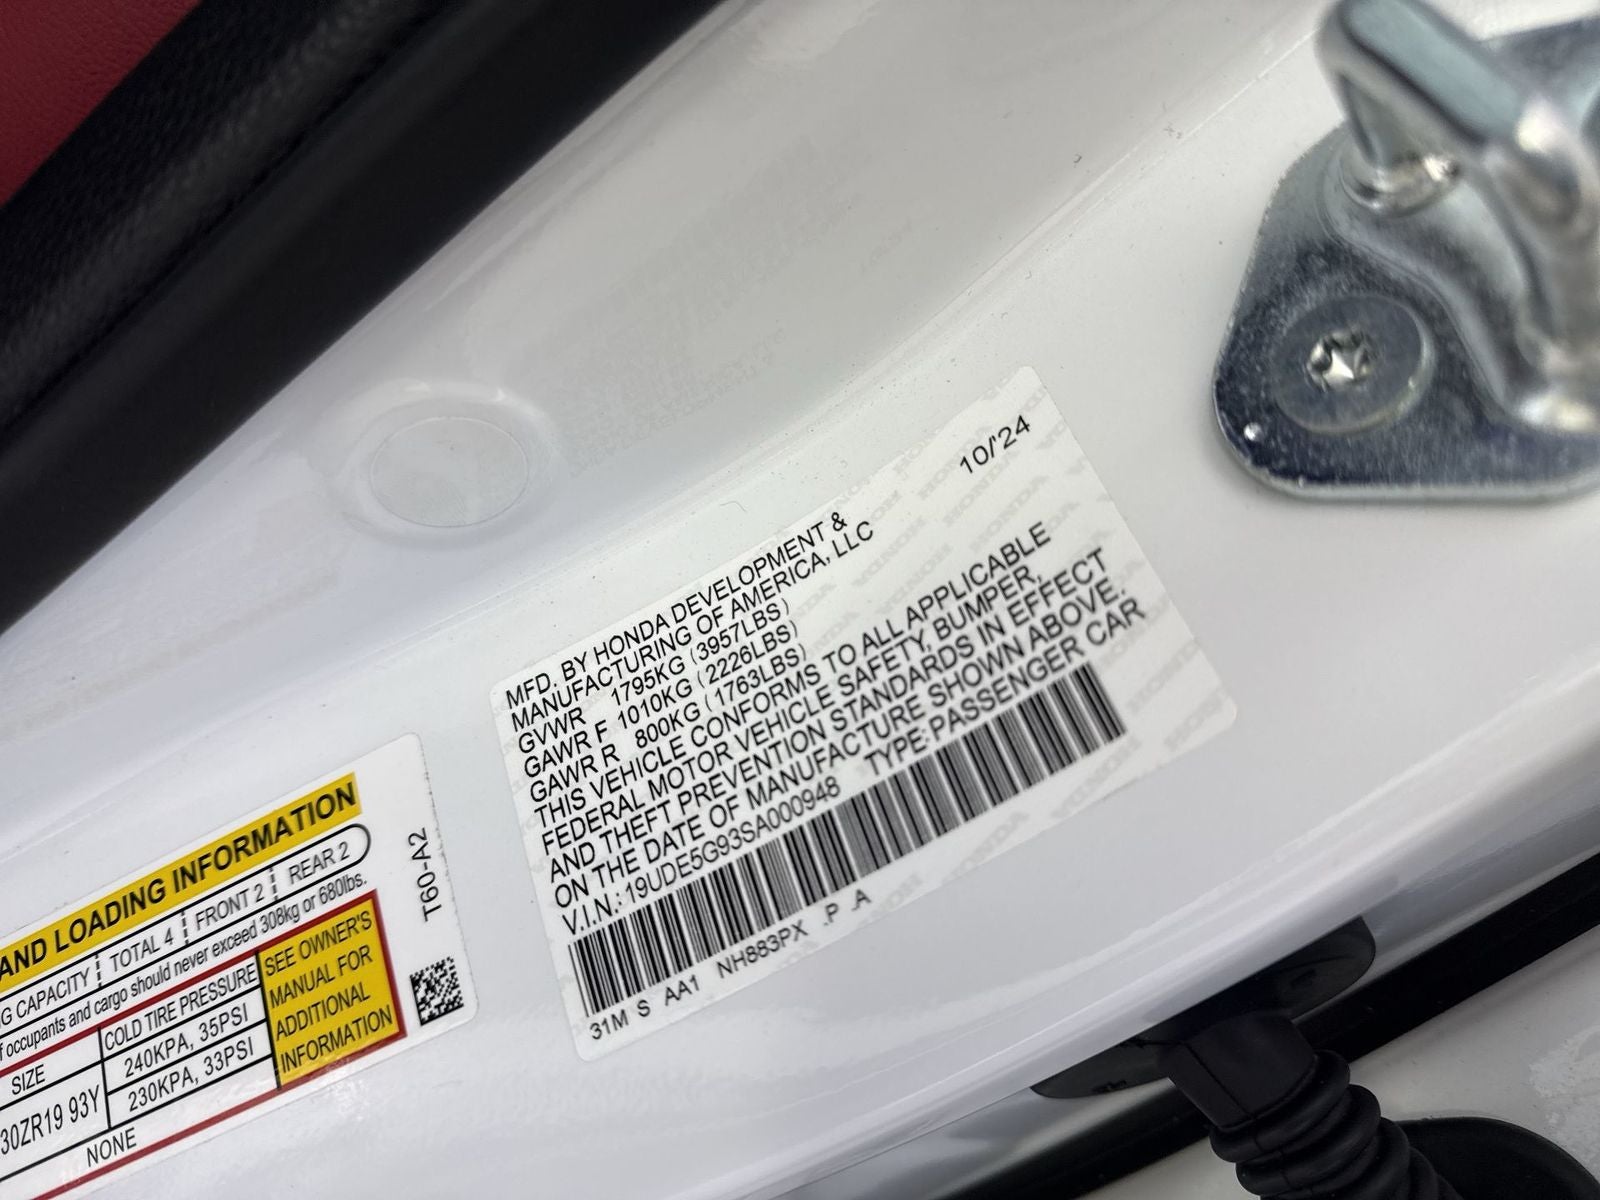 10/'24
MFD. BY HONDA DEVELOPMENT &
MANUFACTURING OF AMERICA, LLC
GVWR 1795KG (3957LBS)
GAWR F 1010KG (2226LBS)
GAWR R 800KG (1763LBS)
THIS VEHICLE CONFORMS TO ALL APPLICABLE
FEDERAL MOTOR VEHICLE SAFETY, BUMPER,
AND THEFT PREVENTION STANDARDS IN EFFECT
ON THE DATE OF MANUFACTURE SHOWN ABOVE.
V.I.N.: 19UDE5G93SA000948 TYPE: PASSENGER CAR
31M S AA1 NH883PX .P .A
AND LOADING INFORMATION
CAPACITY TOTAL 4 FRONT 2 REAR 2
occupants and cargo should never exceed 308kg or 680lbs.
SIZE COLD TIRE PRESSURE
30ZR19 93Y 240KPA, 35PSI
230KPA, 33PSI
NONE
SEE OWNER'S
MANUAL FOR
ADDITIONAL
INFORMATION
T60-A2